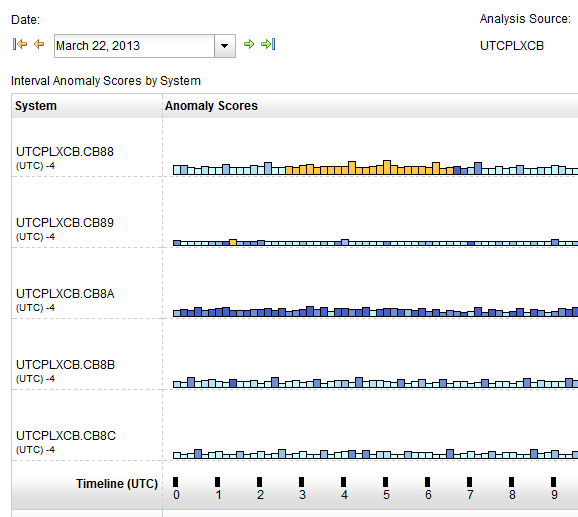 Date:
Analysis Source:
March 22, 2013
UTCPLXCB
Interval Anomaly Scores by System
System Anomaly Scores
UTCPLXCB.CB88
(UTC) -4
UTCPLXCB.CB89
(UTC) -4
UTCPLXCB.CB8A
(UTC) -4
UTCPLXCB.CB8B
(UTC) -4
UTCPLXCB.CB8C
(UTC) -4
Timeline (UTC)
0 1 2 3 4 5 6 7 8 9